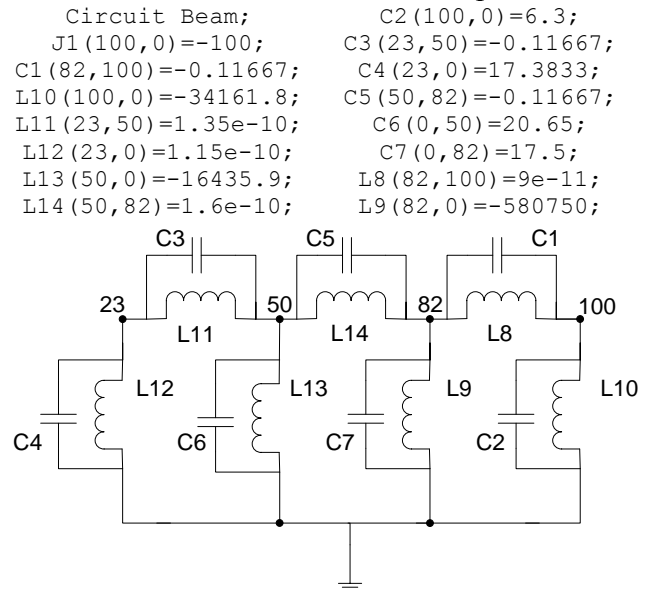 Circuit Beam;
J1(100,0)=-100;
C1(82,100)=-0.11667;
L10(100,0)=-34161.8;
L11(23,50)=1.35e-10;
L12(23,0)=1.15e-10;
L13(50,0)=-16435.9;
L14(50,82)=1.6e-10;
C2(100,0)=6.3;
C3(23,50)=-0.11667;
C4(23,0)=17.3833;
C5(50,82)=-0.11667;
C6(0,50)=20.65;
C7(0,82)=17.5;
L8(82,100)=9e-11;
L9(82,0)=-580750;
C3 C5 C1
23 50 82 100
L11 L14 L8
L12 L13 L9 L10
C4 C6 C7 C2